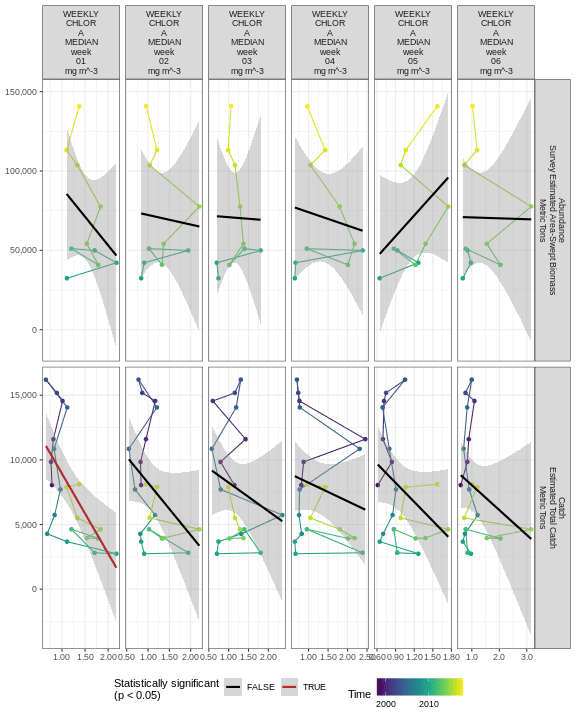 WEEKLY
CHLOR
A
MEDIAN
week
01
mg m^-3
WEEKLY
CHLOR
A
MEDIAN
week
02
mg m^-3
WEEKLY
CHLOR
A
MEDIAN
week
03
mg m^-3
WEEKLY
CHLOR
A
MEDIAN
week
04
mg m^-3
WEEKLY
CHLOR
A
MEDIAN
week
05
mg m^-3
WEEKLY
CHLOR
A
MEDIAN
week
06
mg m^-3
150,000
100,000
50,000
0
Abundance
Survey Estimated Area-Swept Biomass
Metric Tons
15,000
10,000
5,000
0
Catch
Estimated Total Catch
Metric Tons
1.00 1.50 2.00
0.50 1.00 1.50 2.00
0.50 1.00 1.50 2.00
1.00 1.50 2.00 2.50
0.60 0.90 1.20 1.50 1.80
1.0 2.0 3.0
Statistically significant
(p < 0.05)
FALSE
TRUE
Time
2000 2010